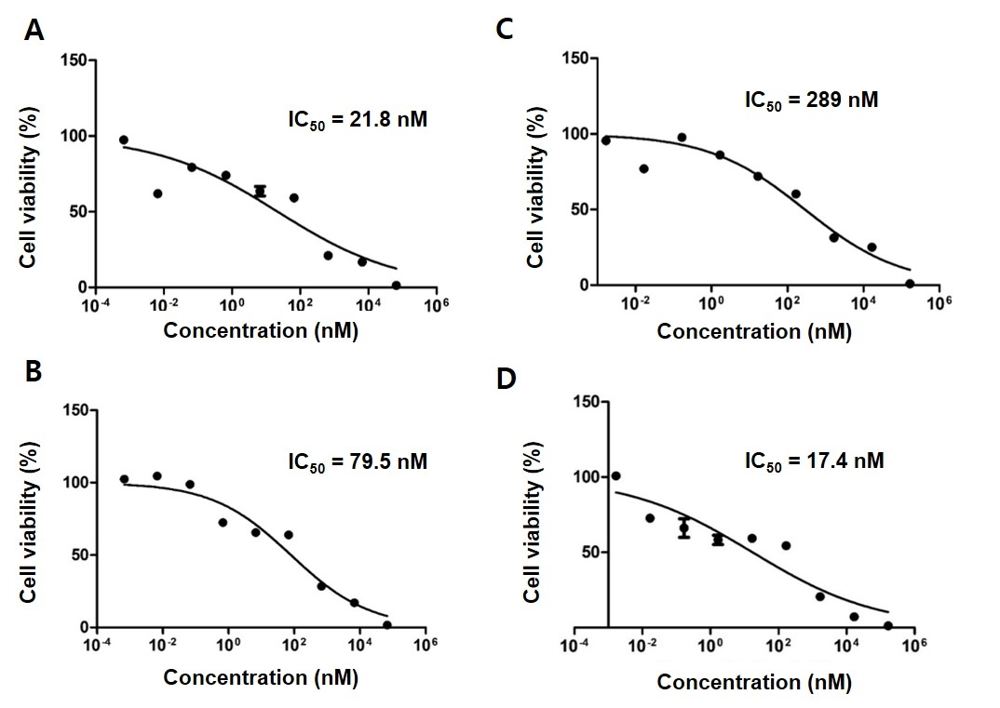 A
150
100
50
0
Cell viability (%)
IC50 = 21.8 nM
10-4 10-2 100 102 104 106
Concentration (nM)
C
150
100
50
0
Cell viability (%)
IC50 = 289 nM
10-2 100 102 104 106
Concentration (nM)
B
150
100
50
0
Cell viability (%)
IC50 = 79.5 nM
10-4 10-2 100 102 104 106
Concentration (nM)
D
150
100
50
Cell viability (%)
IC50 = 17.4 nM
10-4 10-2 100 102 104 106
Concentration (nM)